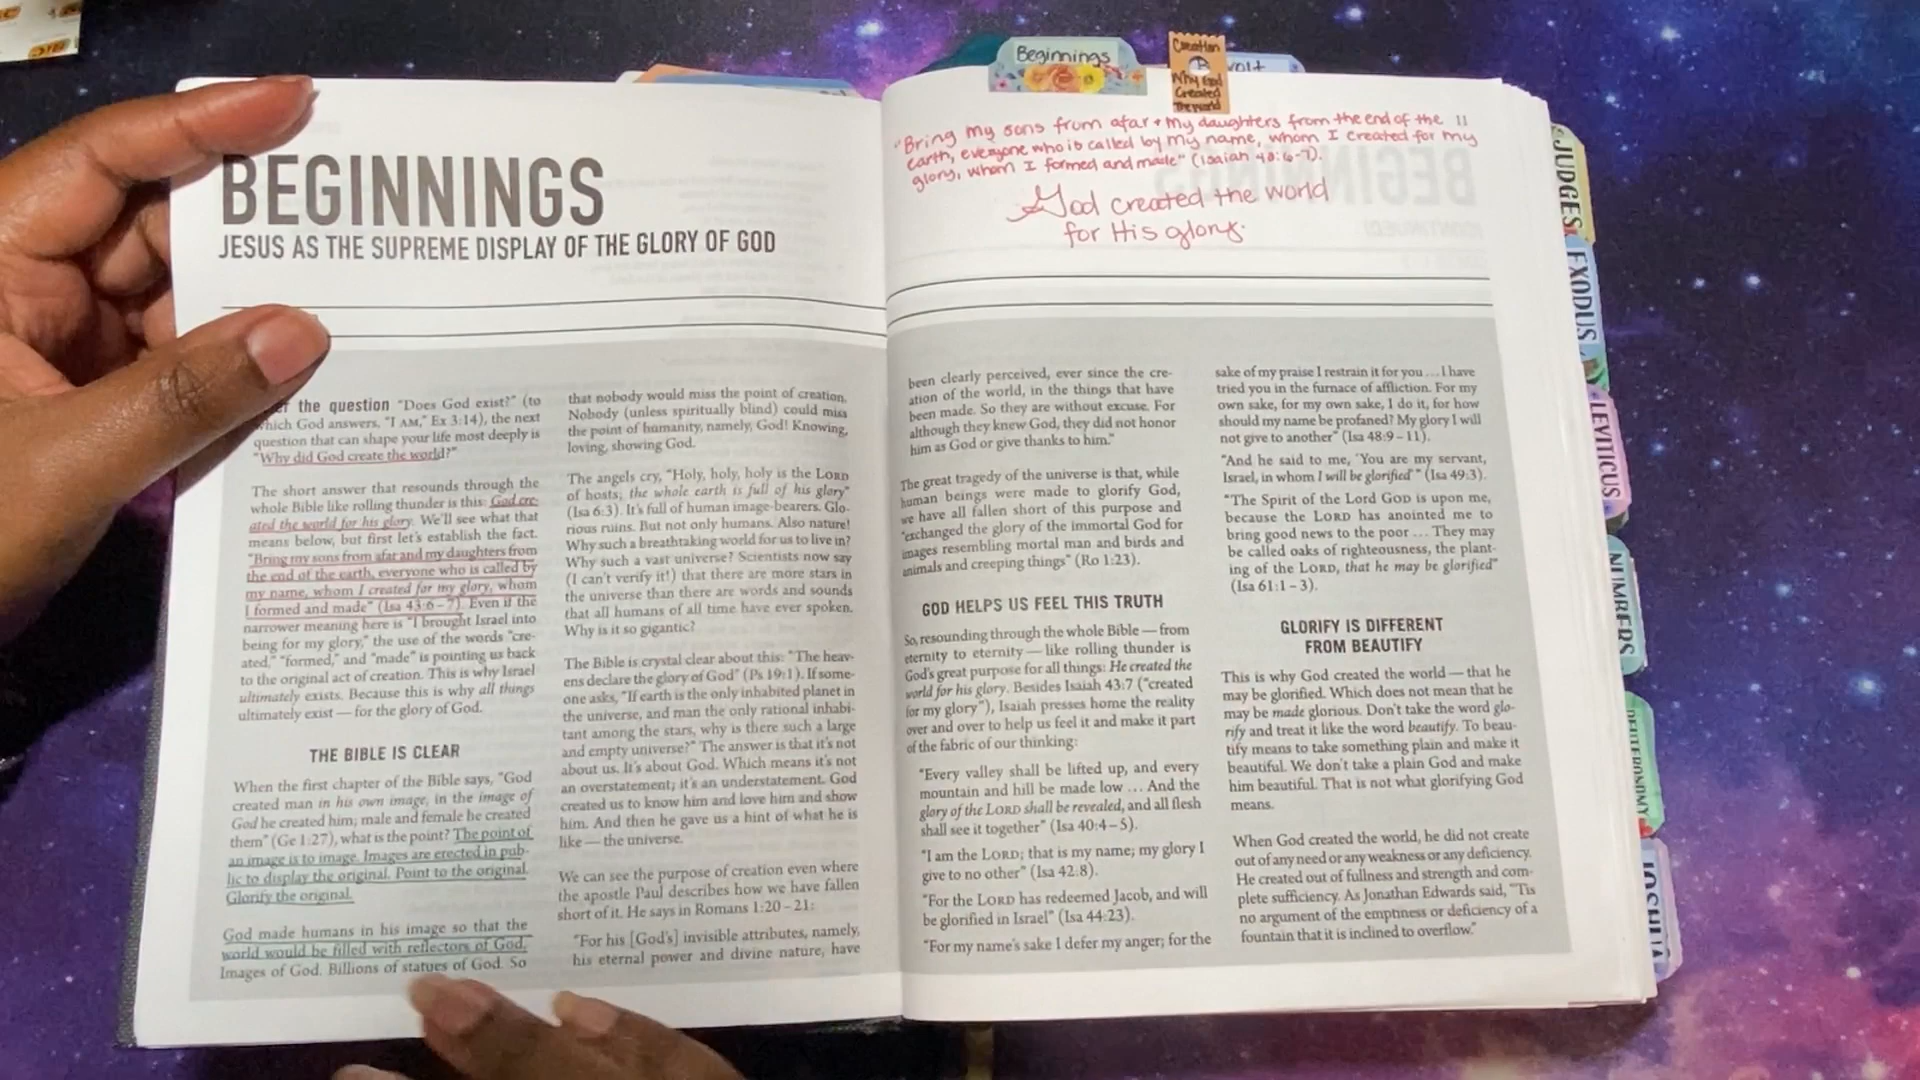 Beginnings
Creation
Why God
Created
The world
volt
BEGINNINGS
JESUS AS THE SUPREME DISPLAY OF THE GLORY OF GOD
the question "Does God exist?" (to
which God answers, "I AM," Ex 3:14), the next
question that can shape your life most deeply is
"Why did God create the world?"
The short answer that resounds through the
whole Bible like rolling thunder is this: God cre-
ated the world for his glory. We'll see what that
means below, but first let's establish the fact.
"Bring my sons from afar and my daughters from
the end of the earth, everyone who is called by
my name, whom I created for my glory, whom
I formed and made" (Isa 43:6–7). Even if the
narrower meaning here is "I brought Israel into
being for my glory," the use of the words "cre-
ated," "formed," and "made" is pointing us back
to the original act of creation. This is why Israel
ultimately exists. Because this is why all things
ultimately exist — for the glory of God.
THE BIBLE IS CLEAR
When the first chapter of the Bible says, "God
created man in his own image, in the image of
God he created him; male and female he created
them" (Ge 1:27), what is the point? The point of
an image is to image. Images are erected in pub-
lic to display the original. Point to the original.
Glorify the original.
God made humans in his image so that the
world would be filled with reflectors of God.
Images of God. Billions of statues of God. So
that nobody would miss the point of creation.
Nobody (unless spiritually blind) could miss
the point of humanity, namely, God! Knowing,
loving, showing God.
The angels cry, "Holy, holy, holy is the LORD
of hosts; the whole earth is full of his glory"
(Isa 6:3). It's full of human image-bearers. Glo-
rious ruins. But not only humans. Also nature!
Why such a breathtaking world for us to live in?
Why such a vast universe? Scientists now say
(I can't verify it!) that there are more stars in
the universe than there are words and sounds
that all humans of all time have ever spoken.
Why is it so gigantic?
The Bible is crystal clear about this: "The heav-
ens declare the glory of God" (Ps 19:1). If some-
one asks, "If earth is the only inhabited planet in
the universe, and man the only rational inhabi-
tant among the stars, why is there such a large
and empty universe?" The answer is that it's not
about us. It's about God. Which means it's not
an overstatement; it's an understatement. God
created us to know him and love him and show
him. And then he gave us a hint of what he is
like — the universe.
We can see the purpose of creation even where
the apostle Paul describes how we have fallen
short of it. He says in Romans 1:20–21:
"For his [God's] invisible attributes, namely,
his eternal power and divine nature, have
"Bring my sons from afar + my daughters from the end of the 11
earth, everyone who is called by my name, whom I created for my
glory, whom I formed and made" (Isaiah 43:6-7).
God created the world
for His glory.
been clearly perceived, ever since the cre-
ation of the world, in the things that have
been made. So they are without excuse. For
although they knew God, they did not honor
him as God or give thanks to him."
The great tragedy of the universe is that, while
human beings were made to glorify God,
we have all fallen short of this purpose and
"exchanged the glory of the immortal God for
images resembling mortal man and birds and
animals and creeping things" (Ro 1:23).
GOD HELPS US FEEL THIS TRUTH
So, resounding through the whole Bible — from
eternity to eternity — like rolling thunder is
God's great purpose for all things: He created the
world for his glory. Besides Isaiah 43:7 ("created
for my glory"), Isaiah presses home the reality
over and over to help us feel it and make it part
of the fabric of our thinking:
"Every valley shall be lifted up, and every
mountain and hill be made low … And the
glory of the LORD shall be revealed, and all flesh
shall see it together" (Isa 40:4–5).
"I am the LORD; that is my name; my glory I
give to no other" (Isa 42:8).
"For the LORD has redeemed Jacob, and will
be glorified in Israel" (Isa 44:23).
"For my name's sake I defer my anger; for the
sake of my praise I restrain it for you … I have
tried you in the furnace of affliction. For my
own sake, for my own sake, I do it, for how
should my name be profaned? My glory I will
not give to another" (Isa 48:9–11).
"And he said to me, 'You are my servant,
Israel, in whom I will be glorified'" (Isa 49:3).
"The Spirit of the Lord GOD is upon me,
because the LORD has anointed me to
bring good news to the poor … They may
be called oaks of righteousness, the plant-
ing of the LORD, that he may be glorified"
(Isa 61:1–3).
GLORIFY IS DIFFERENT
FROM BEAUTIFY
This is why God created the world — that he
may be glorified. Which does not mean that he
may be made glorious. Don't take the word glo-
rify and treat it like the word beautify. To beau-
tify means to take something plain and make it
beautiful. We don't take a plain God and make
him beautiful. That is not what glorifying God
means.
When God created the world, he did not create
out of any need or any weakness or any deficiency.
He created out of fullness and strength and com-
plete sufficiency. As Jonathan Edwards said, "'Tis
no argument of the emptiness or deficiency of a
fountain that it is inclined to overflow."
JUDGES
EXODUS
LEVITICUS
NUMBERS
DEUTERONOMY
JOSHUA